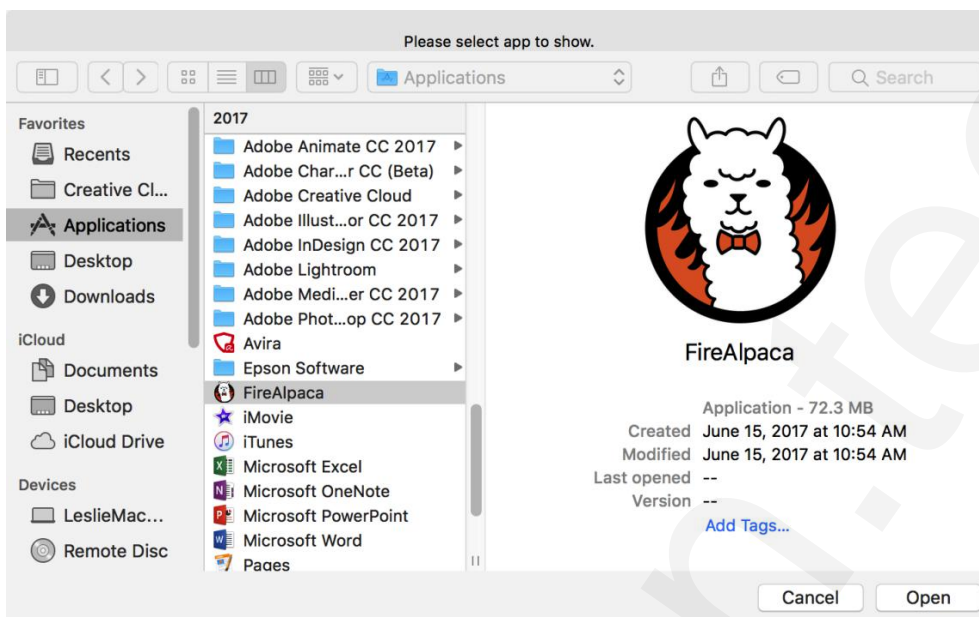 Please select app to show.
Applications
Search
Favorites
Recents
Creative Cl...
Applications
Desktop
Downloads
iCloud
Documents
Desktop
iCloud Drive
Devices
LeslieMac...
Remote Disc
2017
Adobe Animate CC 2017
Adobe Char...r CC (Beta)
Adobe Creative Cloud
Adobe Illust...or CC 2017
Adobe InDesign CC 2017
Adobe Lightroom
Adobe Medi...er CC 2017
Adobe Phot...op CC 2017
Avira
Epson Software
FireAlpaca
iMovie
iTunes
Microsoft Excel
Microsoft OneNote
Microsoft PowerPoint
Microsoft Word
Pages
FireAlpaca
Application - 72.3 MB
Created June 15, 2017 at 10:54 AM
Modified June 15, 2017 at 10:54 AM
Last opened --
Version --
Add Tags...
Cancel
Open